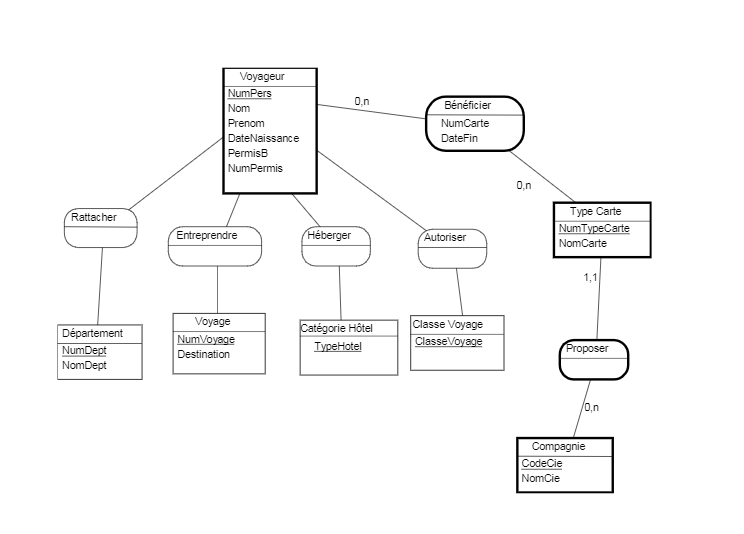 Voyageur
NumPers
Nom
Prenom
DateNaissance
PermisB
NumPermis
0,n
Bénéficier
NumCarte
DateFin
0,n
Type Carte
NumTypeCarte
NomCarte
Rattacher
Entreprendre
Héberger
Autoriser
1,1
Département
NumDept
NomDept
Voyage
NumVoyage
Destination
Catégorie Hôtel
TypeHotel
Classe Voyage
ClasseVoyage
Proposer
0,n
Compagnie
CodeCie
NomCie